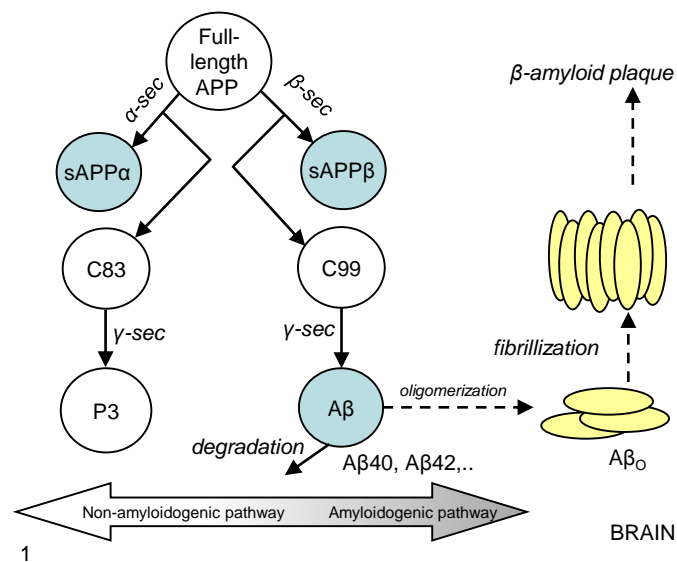 Full-
length
APP
α-sec
β-sec
β-amyloid plaque
sAPPα
sAPPβ
C83
C99
γ-sec
γ-sec
fibrillization
P3
Aβ
oligomerization
degradation
Aβ40, Aβ42,..
AβO
Non-amyloidogenic pathway
Amyloidogenic pathway
BRAIN
1